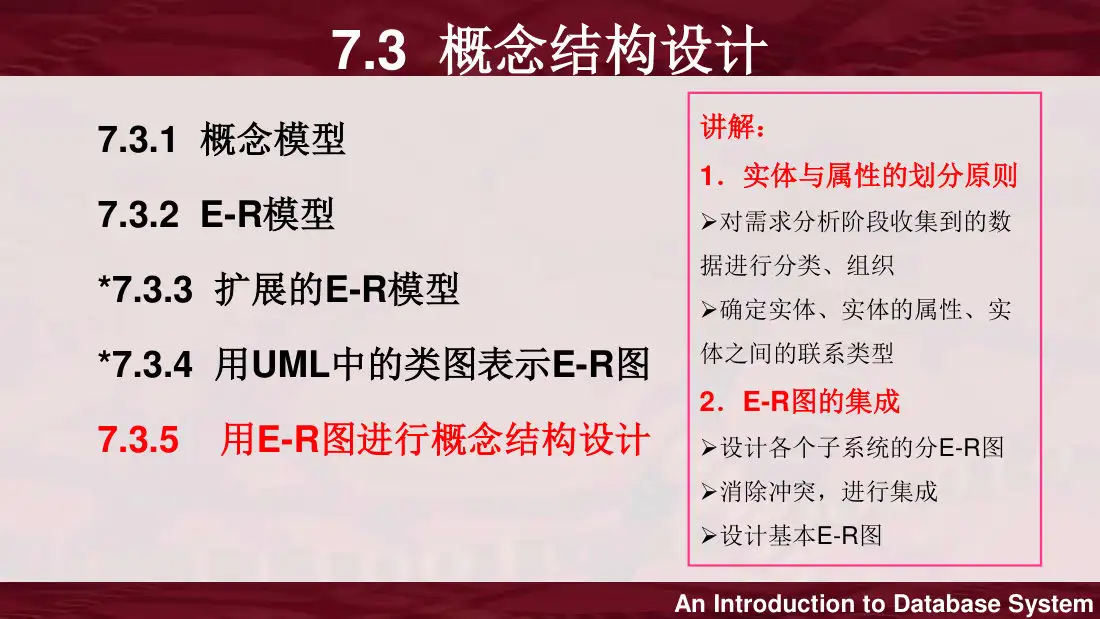 7.3 概念结构设计
7.3.1 概念模型
7.3.2 E-R模型
*7.3.3 扩展的E-R模型
*7.3.4 用UML中的类图表示E-R图
7.3.5 用E-R图进行概念结构设计
讲解：
1．实体与属性的划分原则
➢对需求分析阶段收集到的数
据进行分类、组织
➢确定实体、实体的属性、实
体之间的联系类型
2．E-R图的集成
➢设计各个子系统的分E-R图
➢消除冲突，进行集成
➢设计基本E-R图
An Introduction to Database System